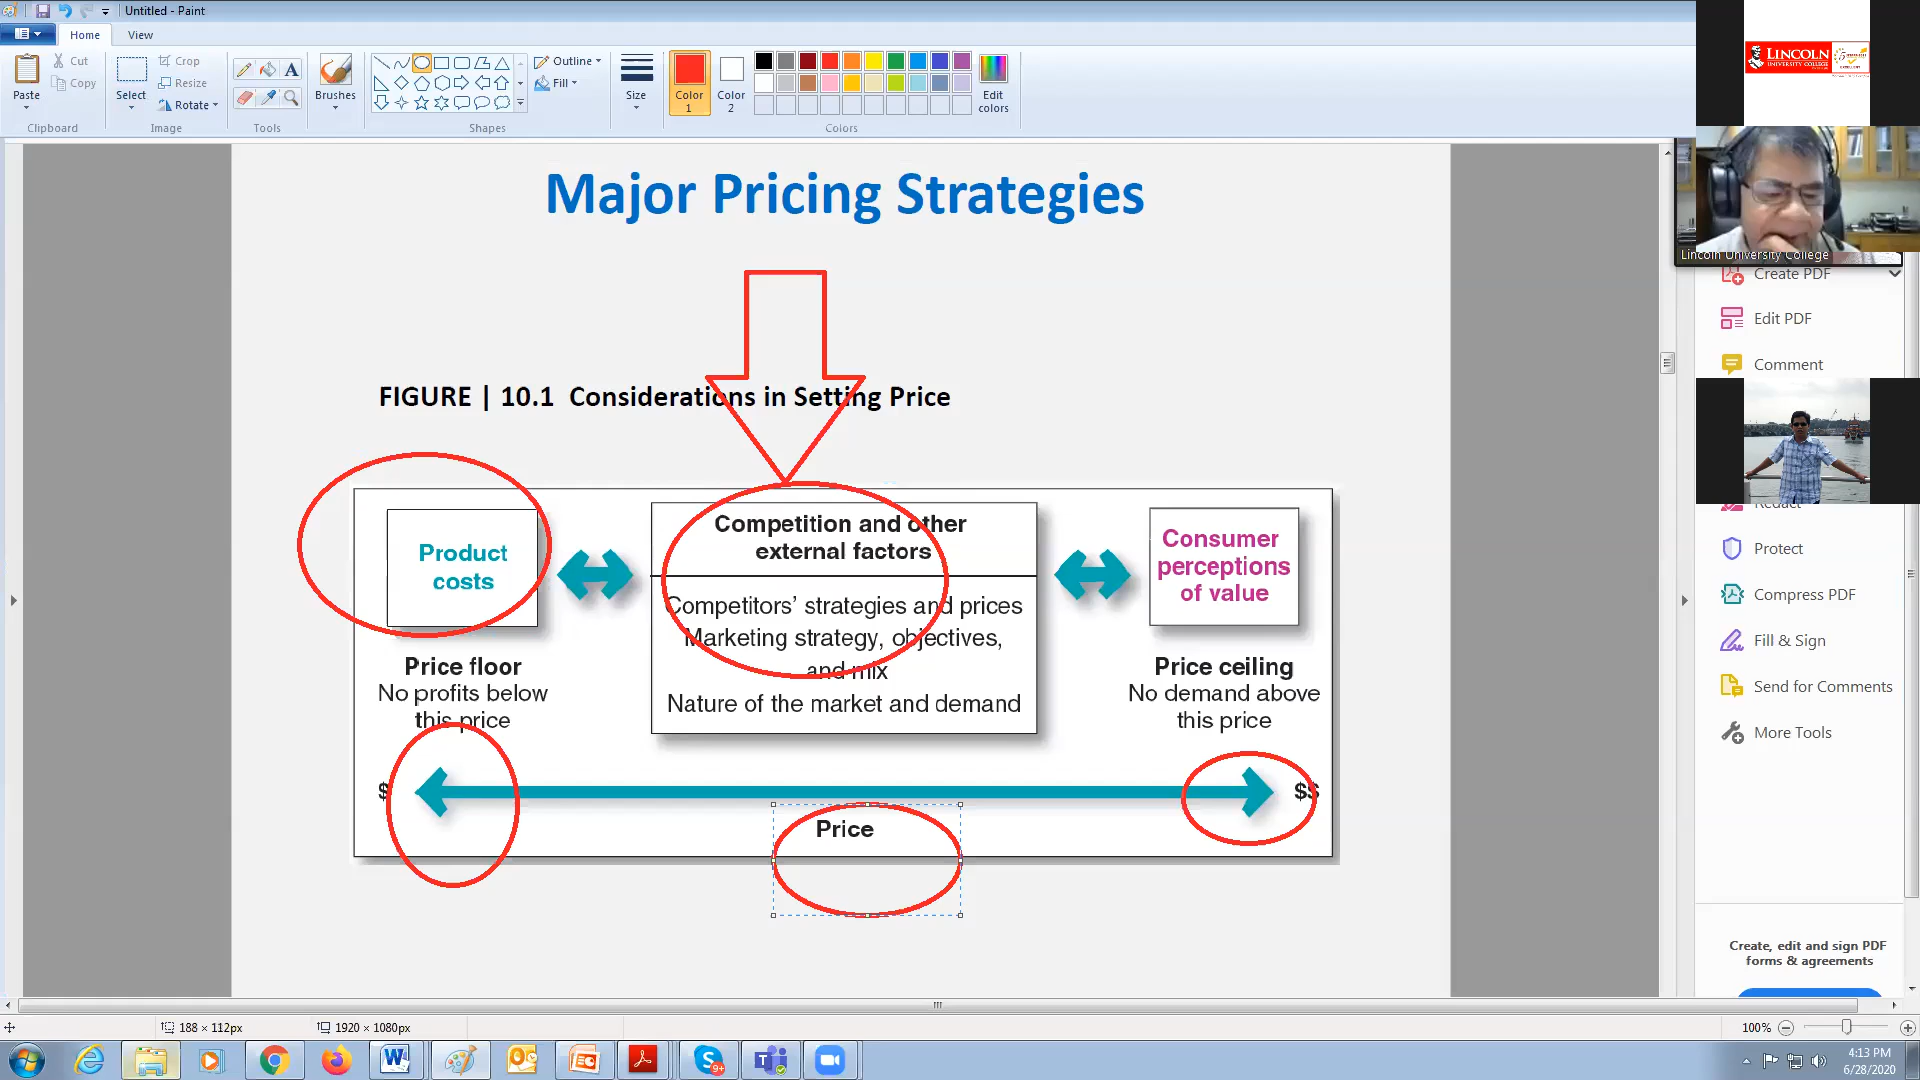 Untitled - Paint
Home
View
Paste
Cut
Copy
Clipboard
Select
Crop
Resize
Rotate
Image
Tools
Brushes
Shapes
Outline
Fill
Size
Color 1
Color 2
Edit colors
Colors
LINCOLN
UNIVERSITY COLLEGE
Lincoln University College
Major Pricing Strategies
FIGURE | 10.1 Considerations in Setting Price
Product
costs
Competition and other
external factors
Competitors' strategies and prices
Marketing strategy, objectives,
and mix
Nature of the market and demand
Consumer
perceptions
of value
Price floor
No profits below
this price
Price ceiling
No demand above
this price
$
$$
Price
Create PDF
Edit PDF
Comment
Redact
Protect
Compress PDF
Fill & Sign
Send for Comments
More Tools
Create, edit and sign PDF
forms & agreements
188 × 112px
1920 × 1080px
100%
9+
4:13 PM
6/28/2020